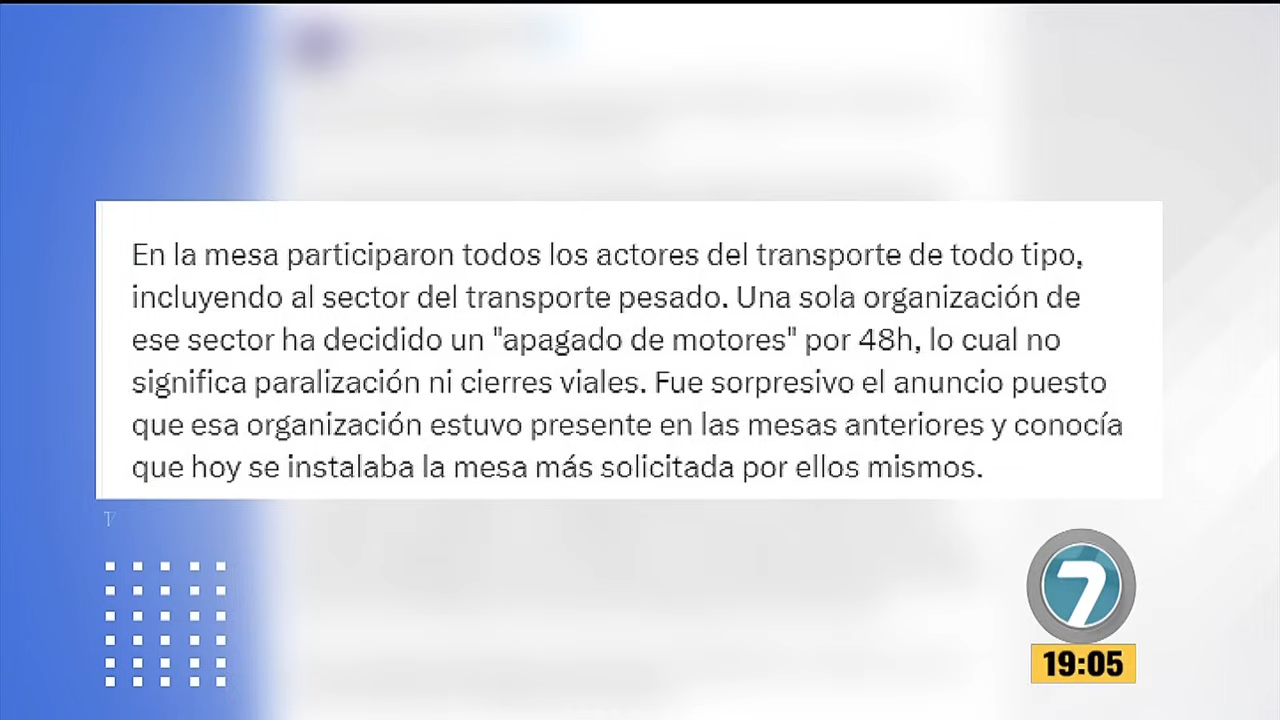 En la mesa participaron todos los actores del transporte de todo tipo,
incluyendo al sector del transporte pesado. Una sola organización de
ese sector ha decidido un "apagado de motores" por 48h, lo cual no
significa paralización ni cierres viales. Fue sorpresivo el anuncio puesto
que esa organización estuvo presente en las mesas anteriores y conocía
que hoy se instalaba la mesa más solicitada por ellos mismos.
7
19:05